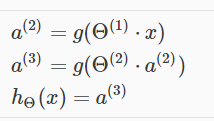 a⁽²⁾ = g(Θ⁽¹⁾ · x)
a⁽³⁾ = g(Θ⁽²⁾ · a⁽²⁾)
h_Θ(x) = a⁽³⁾